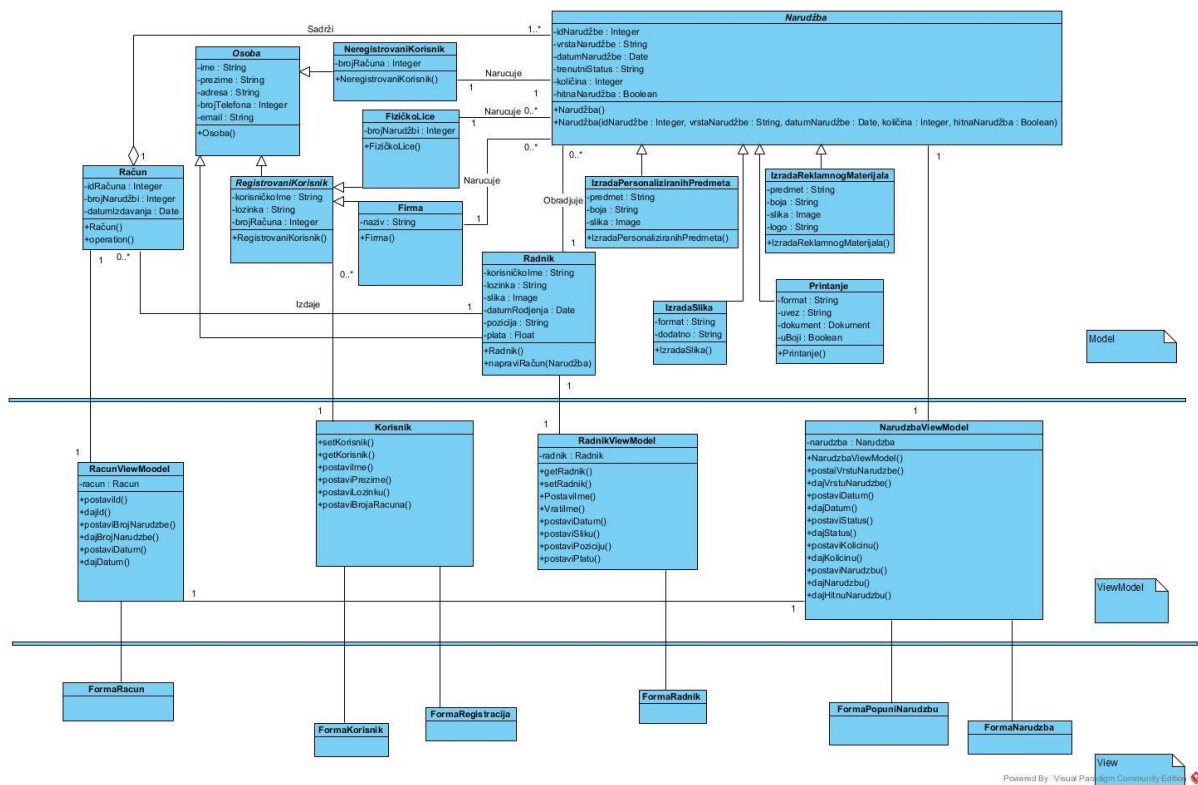 Narudžba
-idNarudžbe : Integer
-vrstaNarudžbe : String
-datumNarudžbe : Date
-trenutniStatus : String
-količina : Integer
-hitnaNarudžba : Boolean
+Narudžba()
+Narudžba(idNarudžbe : Integer, vrstaNarudžbe : String, datumNarudžbe : Date, količina : Integer, hitnaNarudžba : Boolean)
Sadrži
1..*
1
Osoba
-ime : String
-prezime : String
-adresa : String
-brojTelefona : Integer
-email : String
+Osoba()
NeregistrovaniKorisnik
-brojRačuna : Integer
+NeregistrovaniKorisnik()
Narucuje
1
1
FizičkoLice
-brojNarudžbi : Integer
+FizičkoLice()
Narucuje
0..*
1
Račun
-idRačuna : Integer
-brojNarudžbi : Integer
-datumIzdavanja : Date
+Račun()
+operation()
RegistrovaniKorisnik
-korisničkoIme : String
-lozinka : String
-brojRačuna : Integer
+RegistrovaniKorisnik()
Firma
-naziv : String
+Firma()
Narucuje
0..*
1
0..*
Obradjuje
1
IzradaPersonaliziranihPredmeta
-predmet : String
-boja : String
-slika : Image
+IzradaPersonaliziranihPredmeta()
IzradaReklamnogMaterijala
-predmet : String
-boja : String
-slika : Image
-logo : String
+IzradaReklamnogMaterijala()
1
Radnik
-korisničkoIme : String
-lozinka : String
-slika : Image
-datumRodjenja : Date
-pozicija : String
-plata : Float
+Radnik()
+napraviRačun(Narudžba)
IzradaSlika
-format : String
-dodatno : String
+IzradaSlika()
Printanje
-format : String
-uvez : String
-dokument : Dokument
-uBoji : Boolean
+Printanje()
1
0..*
Izdaje
1
0..*
Model
1
1
1
1
1
RacunViewMoodel
-racun : Racun
+postaviId()
+dajId()
+postaviBrojNarudzbe()
+dajBrojNarudzbe()
+postaviDatum()
+dajDatum()
Korisnik
+setKorisnik()
+getKorisnik()
+postaviIme()
+postaviPrezime()
+postaviLozinku()
+postaviBrojaRacuna()
RadnikViewModel
-radnik : Radnik
+getRadnik()
+setRadnik()
+PostaviIme()
+VratiIme()
+postaviDatum()
+postaviSliku()
+postaviPoziciju()
+postaviPlatu()
NarudzbaViewModel
-narudzba : Narudzba
+NarudzbaViewModel()
+postaiVrstuNarudzbe()
+dajVrstuNarudzbe()
+postaviDatum()
+dajDatum()
+postaviStatus()
+dajStatus()
+postaviKolicinu()
+dajKolicinu()
+postaviNarudzbu()
+dajNarudzbu()
+dajHitnuNarudzbu()
1
1
ViewModel
FormaRacun
FormaKorisnik
FormaRegistracija
FormaRadnik
FormaPopuniNarudzbu
FormaNarudzba
View
Powered By Visual Paradigm Community Edition